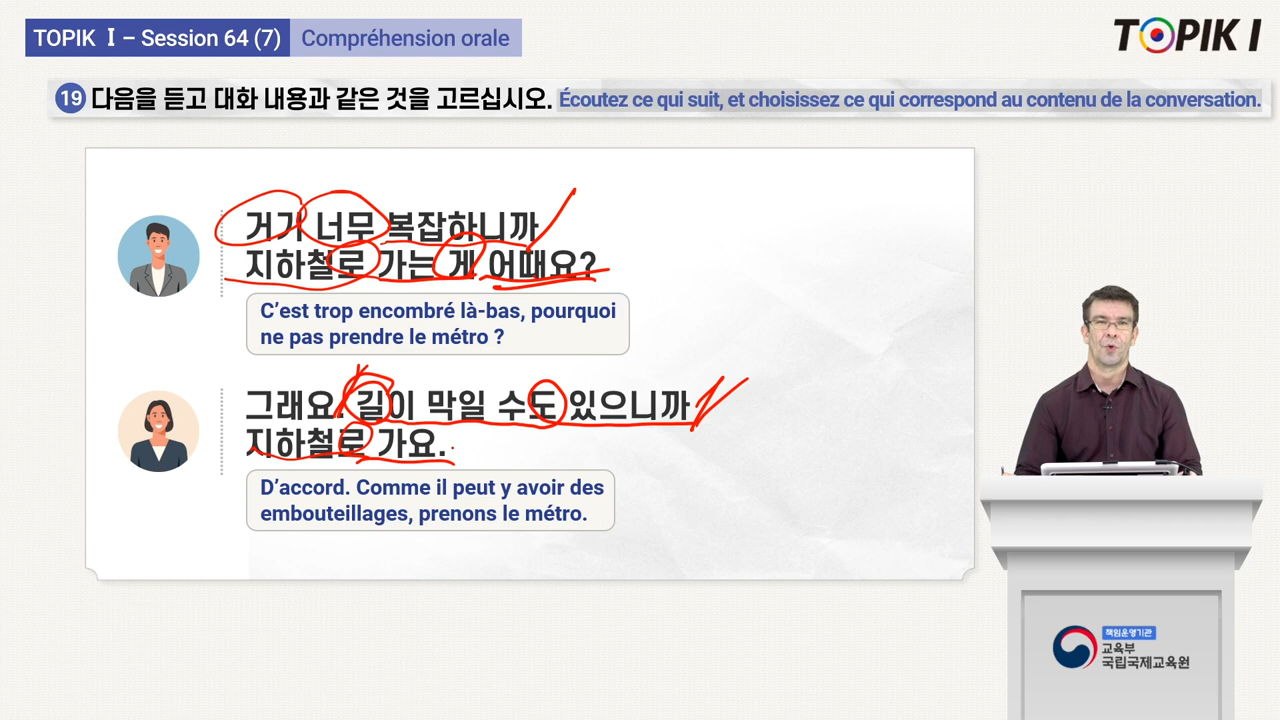 TOPIK Ⅰ – Session 64 (7) Compréhension orale
TOPIK I
19 다음을 듣고 대화 내용과 같은 것을 고르십시오. Écoutez ce qui suit, et choisissez ce qui correspond au contenu de la conversation.
거기 너무 복잡하니까
지하철로 가는 게 어때요?
C’est trop encombré là-bas, pourquoi
ne pas prendre le métro ?
그래요. 길이 막일 수도 있으니까
지하철로 가요.
D’accord. Comme il peut y avoir des
embouteillages, prenons le métro.
책임운영기관
교육부
국립국제교육원